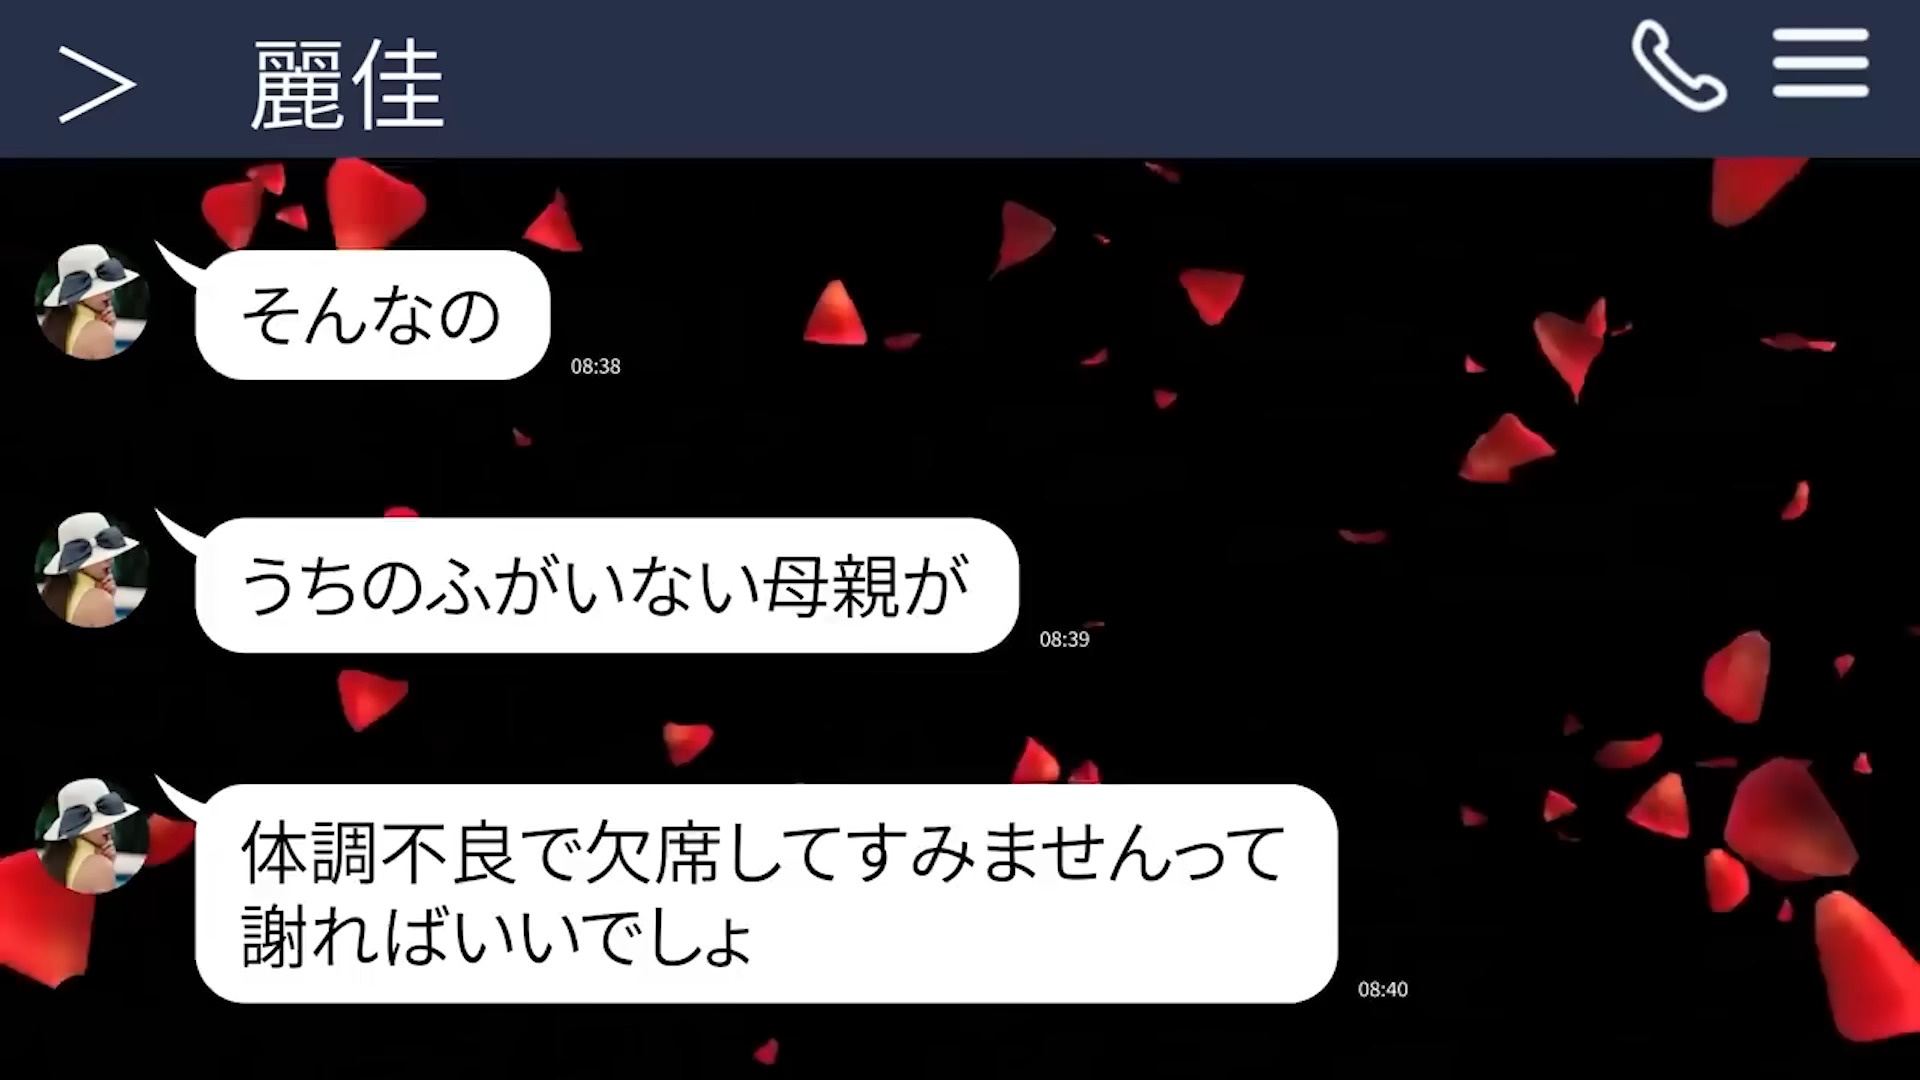 > 麗佳
そんなの
08:38
うちのふがいない母親が
08:39
体調不良で欠席してすみませんって
謝ればいいでしょ
08:40